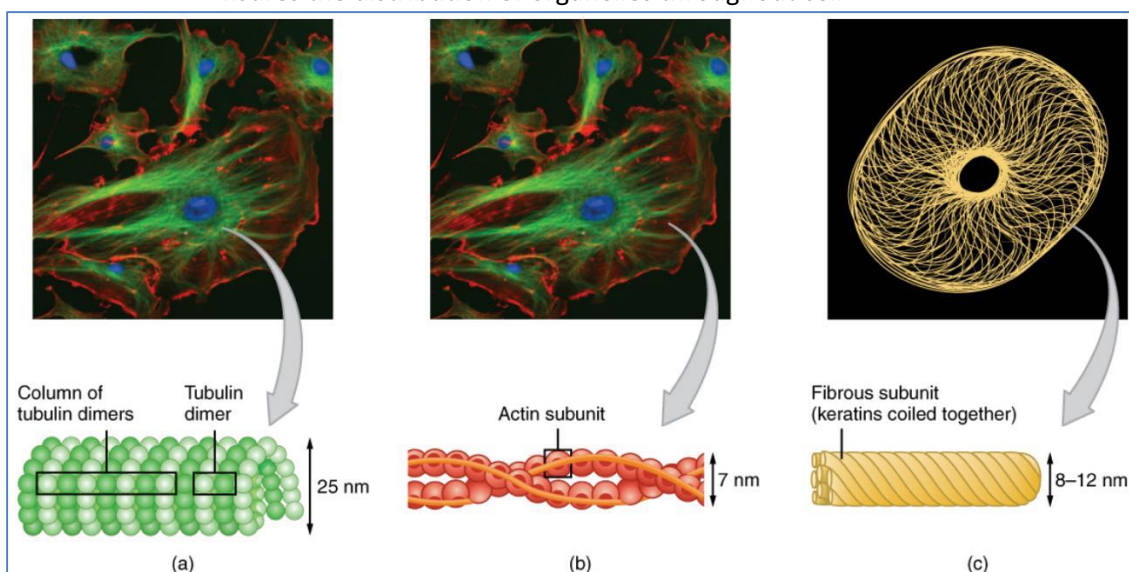 Column of
tubulin dimers
Tubulin
dimer
25 nm
(a)
Actin subunit
7 nm
(b)
Fibrous subunit
(keratins coiled together)
8–12 nm
(c)